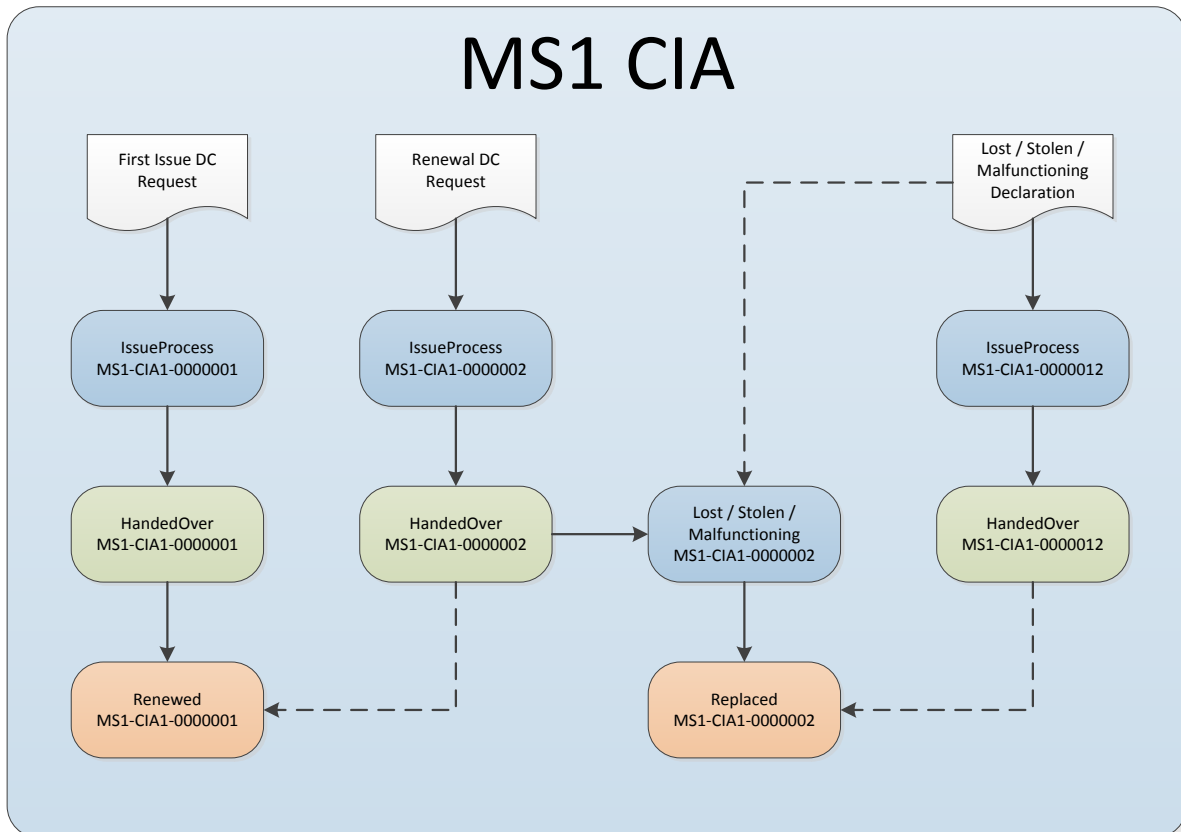 MS1 CIA
First Issue DC
Request
Renewal DC
Request
Lost / Stolen /
Malfunctioning
Declaration
IssueProcess
MS1-CIA1-0000001
IssueProcess
MS1-CIA1-0000002
IssueProcess
MS1-CIA1-0000012
HandedOver
MS1-CIA1-0000001
HandedOver
MS1-CIA1-0000002
Lost / Stolen /
Malfunctioning
MS1-CIA1-0000002
HandedOver
MS1-CIA1-0000012
Renewed
MS1-CIA1-0000001
Replaced
MS1-CIA1-0000002